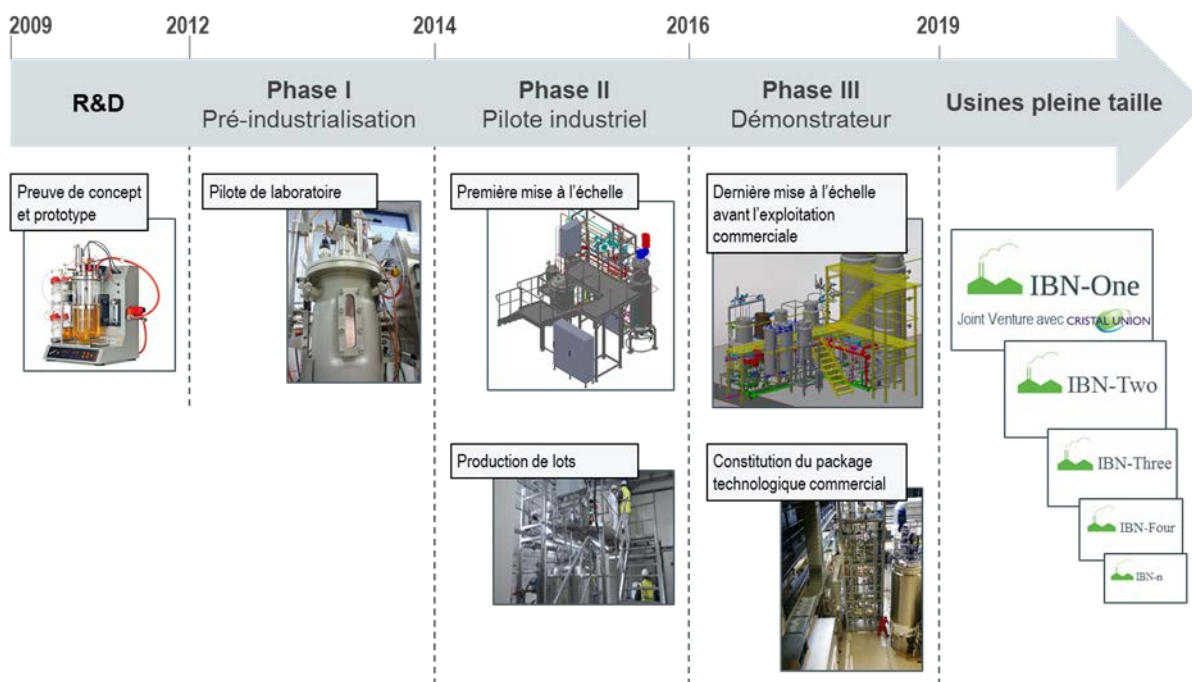 2009
2012
2014
2016
2019
R&D
Phase I
Pré-industrialisation
Phase II
Pilote industriel
Phase III
Démonstrateur
Usines pleine taille
Preuve de concept
et prototype
Pilote de laboratoire
Première mise à l'échelle
Dernière mise à l'échelle
avant l'exploitation
commerciale
IBN-One
Joint Venture avec CRISTAL UNION
IBN-Two
IBN-Three
IBN-Four
IBN-n
Production de lots
Constitution du package
technologique commercial